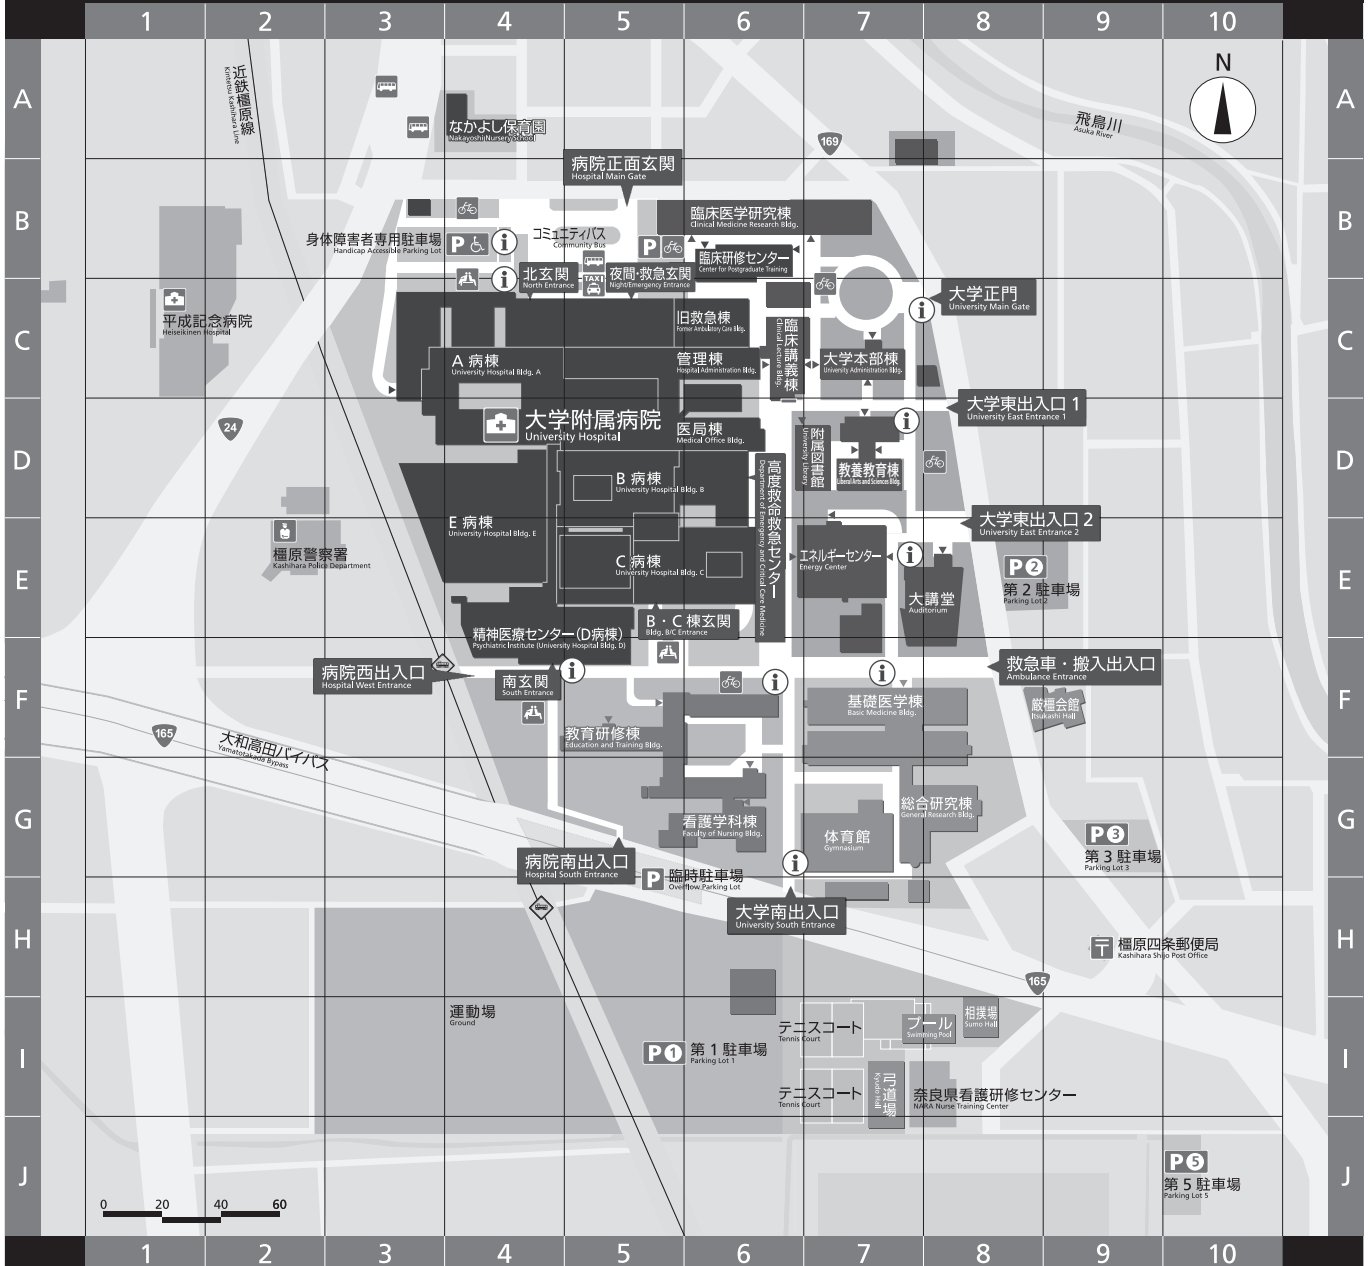 1 2 3 4 5 6 7 8 9 10
A
A
近鉄橿原線
Kintetsu Kashihara Line
なかよし保育園
Nakayoshi Nursery School
169
飛鳥川
Asuka River
N
B
B
病院正面玄関
Hospital Main Gate
臨床医学研究棟
Clinical Medicine Research Bldg.
身体障害者専用駐車場
Handicap Accessible Parking Lot
P
i
コミュニティバス
Community Bus
P
臨床研修センター
Center for Postgraduate Training
i
北玄関
North Entrance
TAXI
夜間・救急玄関
Night/Emergency Entrance
C
C
平成記念病院
Heiseikinen Hospital
旧救急棟
Former Ambulatory Care Bldg.
臨床講義棟
Clinical Lecture Bldg.
i
大学正門
University Main Gate
A 病棟
University Hospital Bldg. A
管理棟
Hospital Administration Bldg.
大学本部棟
University Administration Bldg.
D
D
24
大学附属病院
University Hospital
医局棟
Medical Office Bldg.
附属図書館
University Library
i
大学東出入口 1
University East Entrance 1
教養教育棟
Liberal Arts and Sciences Bldg.
B 病棟
University Hospital Bldg. B
高度救命救急センター
Department of Emergency and Critical Care Medicine
E
E
橿原警察署
Kashihara Police Department
E 病棟
University Hospital Bldg. E
C 病棟
University Hospital Bldg. C
エネルギーセンター
Energy Center
i
大学東出入口 2
University East Entrance 2
P2
第 2 駐車場
Parking Lot 2
大講堂
Auditorium
精神医療センター（D病棟）
Psychiatric Institute (University Hospital Bldg. D)
B・C 棟玄関
Bldg. B/C Entrance
F
F
病院西出入口
Hospital West Entrance
南玄関
South Entrance
i
i
i
救急車・搬入出入口
Ambulance Entrance
基礎医学棟
Basic Medicine Bldg.
厳橿会館
Itsukashi Hall
165
大和高田バイパス
Yamatotakada Bypass
教育研修棟
Education and Training Bldg.
G
G
看護学科棟
Faculty of Nursing Bldg.
体育館
Gymnasium
総合研究棟
General Research Bldg.
P3
第 3 駐車場
Parking Lot 3
病院南出入口
Hospital South Entrance
i
P
臨時駐車場
Overflow Parking Lot
H
H
大学南出入口
University South Entrance
〒
橿原四条郵便局
Kashihara Shijo Post Office
165
I
I
運動場
Ground
P1
第 1 駐車場
Parking Lot 1
テニスコート
Tennis Court
プール
Swimming Pool
相撲場
Sumo Hall
テニスコート
Tennis Court
弓道場
Kyudo Hall
奈良県看護研修センター
NARA Nurse Training Center
J
J
P5
第 5 駐車場
Parking Lot 5
0 20 40 60
1 2 3 4 5 6 7 8 9 10